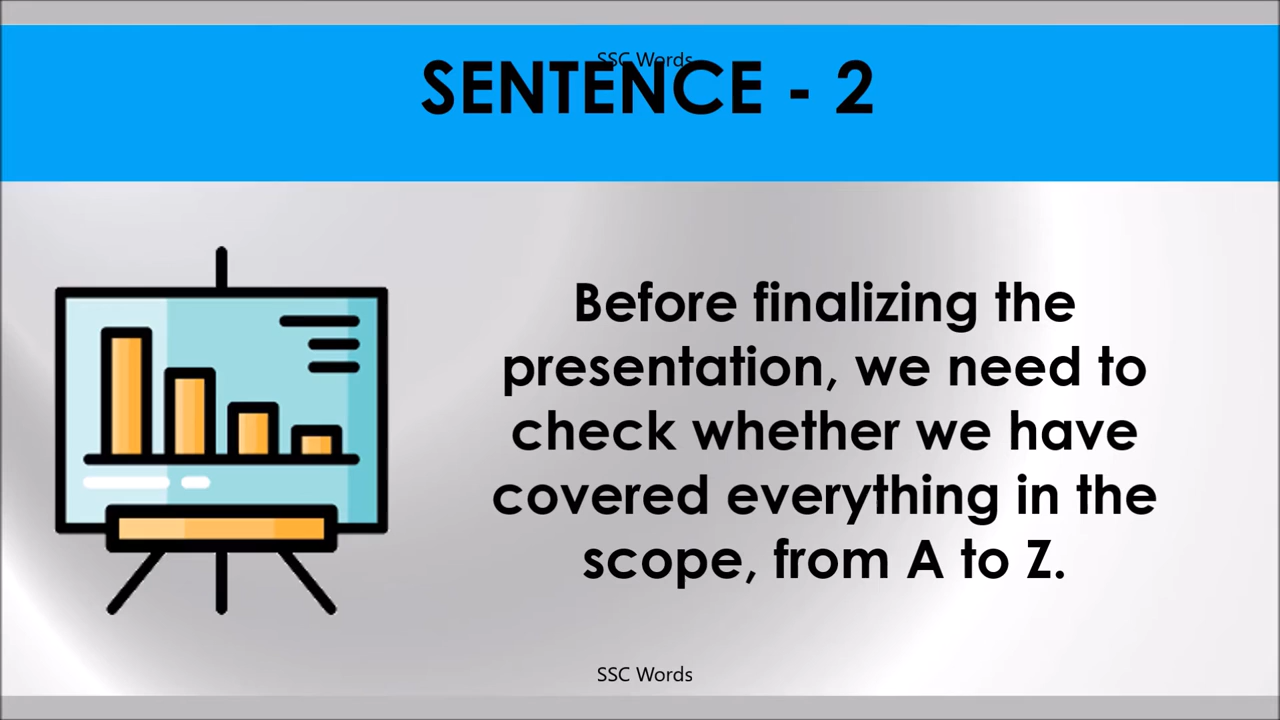 SSC Words
SENTENCE - 2
Before finalizing the
presentation, we need to
check whether we have
covered everything in the
scope, from A to Z.
SSC Words